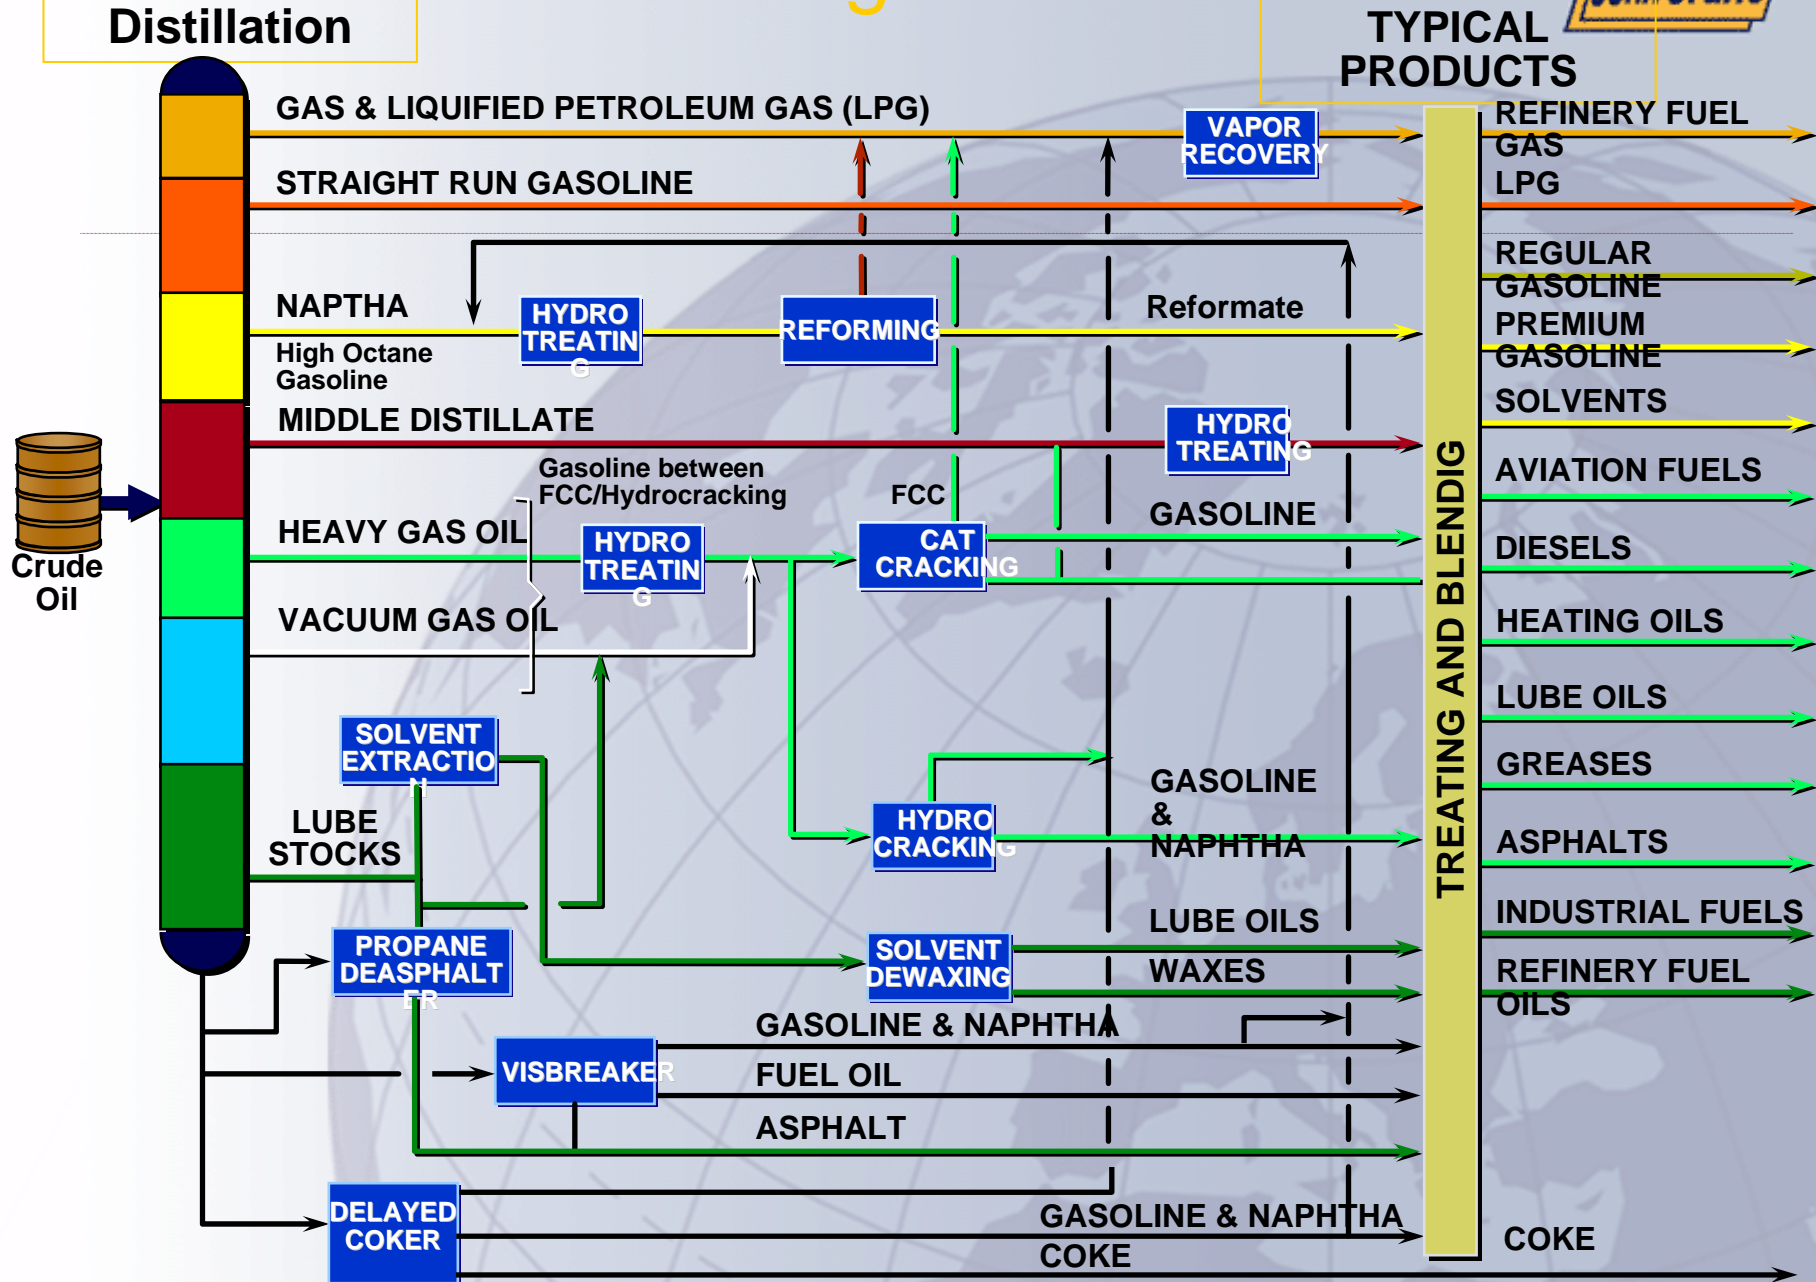 Distillation
g
TYPICAL
PRODUCTS
GAS & LIQUIFIED PETROLEUM GAS (LPG)
VAPOR
RECOVERY
REFINERY FUEL
GAS
STRAIGHT RUN GASOLINE
LPG
REGULAR
GASOLINE
NAPTHA
HYDRO
TREATIN
G
REFORMING
Reformate
PREMIUM
GASOLINE
High Octane
Gasoline
MIDDLE DISTILLATE
HYDRO
TREATING
SOLVENTS
Gasoline between
FCC/Hydrocracking
FCC
AVIATION FUELS
HEAVY GAS OIL
HYDRO
TREATIN
G
CAT
CRACKING
GASOLINE
DIESELS
Crude
Oil
VACUUM GAS OIL
HEATING OILS
TREATING AND BLENDIG
SOLVENT
EXTRACTIO
N
LUBE OILS
GREASES
LUBE
STOCKS
HYDRO
CRACKING
GASOLINE
&
NAPHTHA
ASPHALTS
PROPANE
DEASPHALT
ER
SOLVENT
DEWAXING
LUBE OILS
WAXES
INDUSTRIAL FUELS
REFINERY FUEL
OILS
VISBREAKER
GASOLINE & NAPHTHA
FUEL OIL
ASPHALT
DELAYED
COKER
GASOLINE & NAPHTHA
COKE
COKE